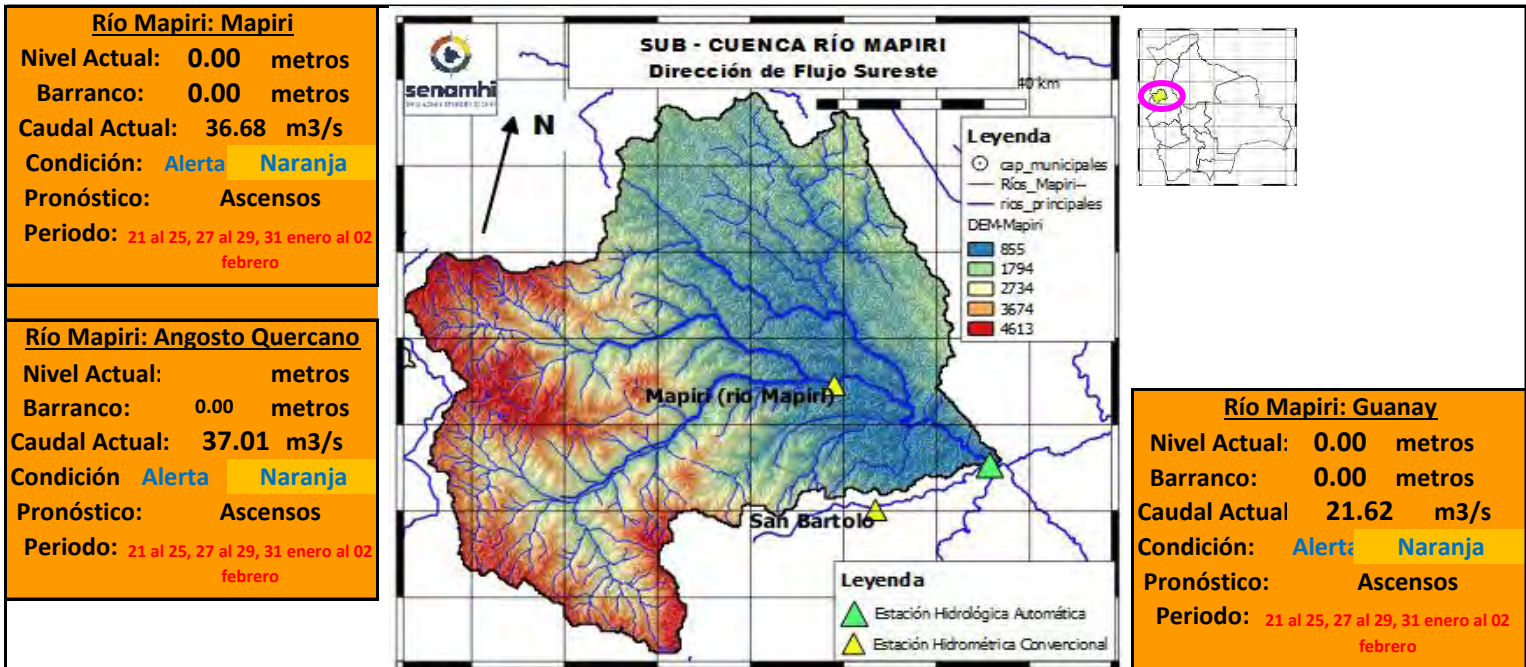 Río Mapiri: Mapiri
Nivel Actual: 0.00 metros
Barranco: 0.00 metros
Caudal Actual: 36.68 m3/s
Condición: Alerta Naranja
Pronóstico: Ascensos
Periodo: 21 al 25, 27 al 29, 31 enero al 02
febrero
Río Mapiri: Angosto Quercano
Nivel Actual: metros
Barranco: 0.00 metros
Caudal Actual: 37.01 m3/s
Condición Alerta Naranja
Pronóstico: Ascensos
Periodo: 21 al 25, 27 al 29, 31 enero al 02
febrero
senamhi
SUB - CUENCA RÍO MAPIRI
Dirección de Flujo Sureste
40 km
N
Leyenda
cap_municipales
Ríos_Mapiri--
rios_principales
DEM-Mapiri
855
1794
2734
3674
4613
Mapiri (rio Mapiri)
San Bartolo
Leyenda
Estación Hidrológica Automática
Estación Hidrométrica Convencional
Río Mapiri: Guanay
Nivel Actual: 0.00 metros
Barranco: 0.00 metros
Caudal Actual 21.62 m3/s
Condición: Alerta Naranja
Pronóstico: Ascensos
Periodo: 21 al 25, 27 al 29, 31 enero al 02
febrero